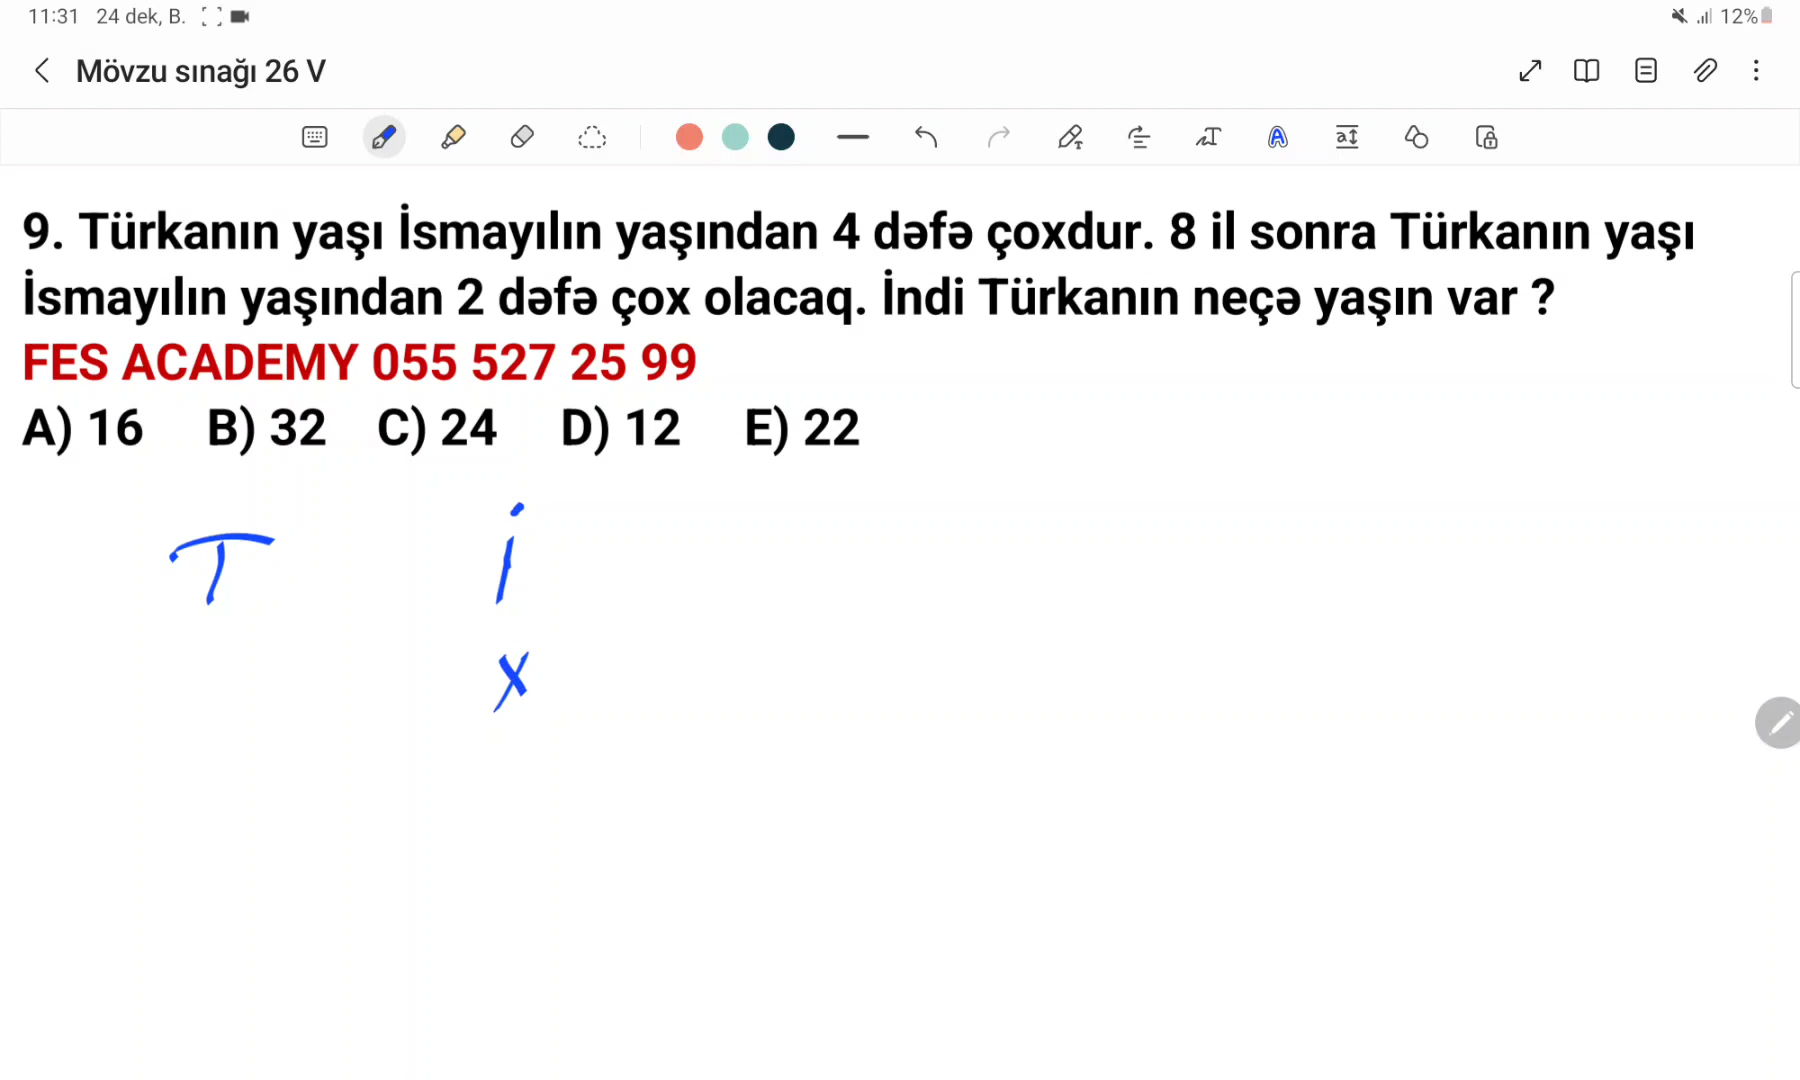 11:31 24 dek, B. 12%
Mövzu sınağı 26 V
9. Türkanın yaşı İsmayılın yaşından 4 dəfə çoxdur. 8 il sonra Türkanın yaşı
İsmayılın yaşından 2 dəfə çox olacaq. İndi Türkanın neçə yaşın var ?
FES ACADEMY 055 527 25 99
A) 16 B) 32 C) 24 D) 12 E) 22
T i
x